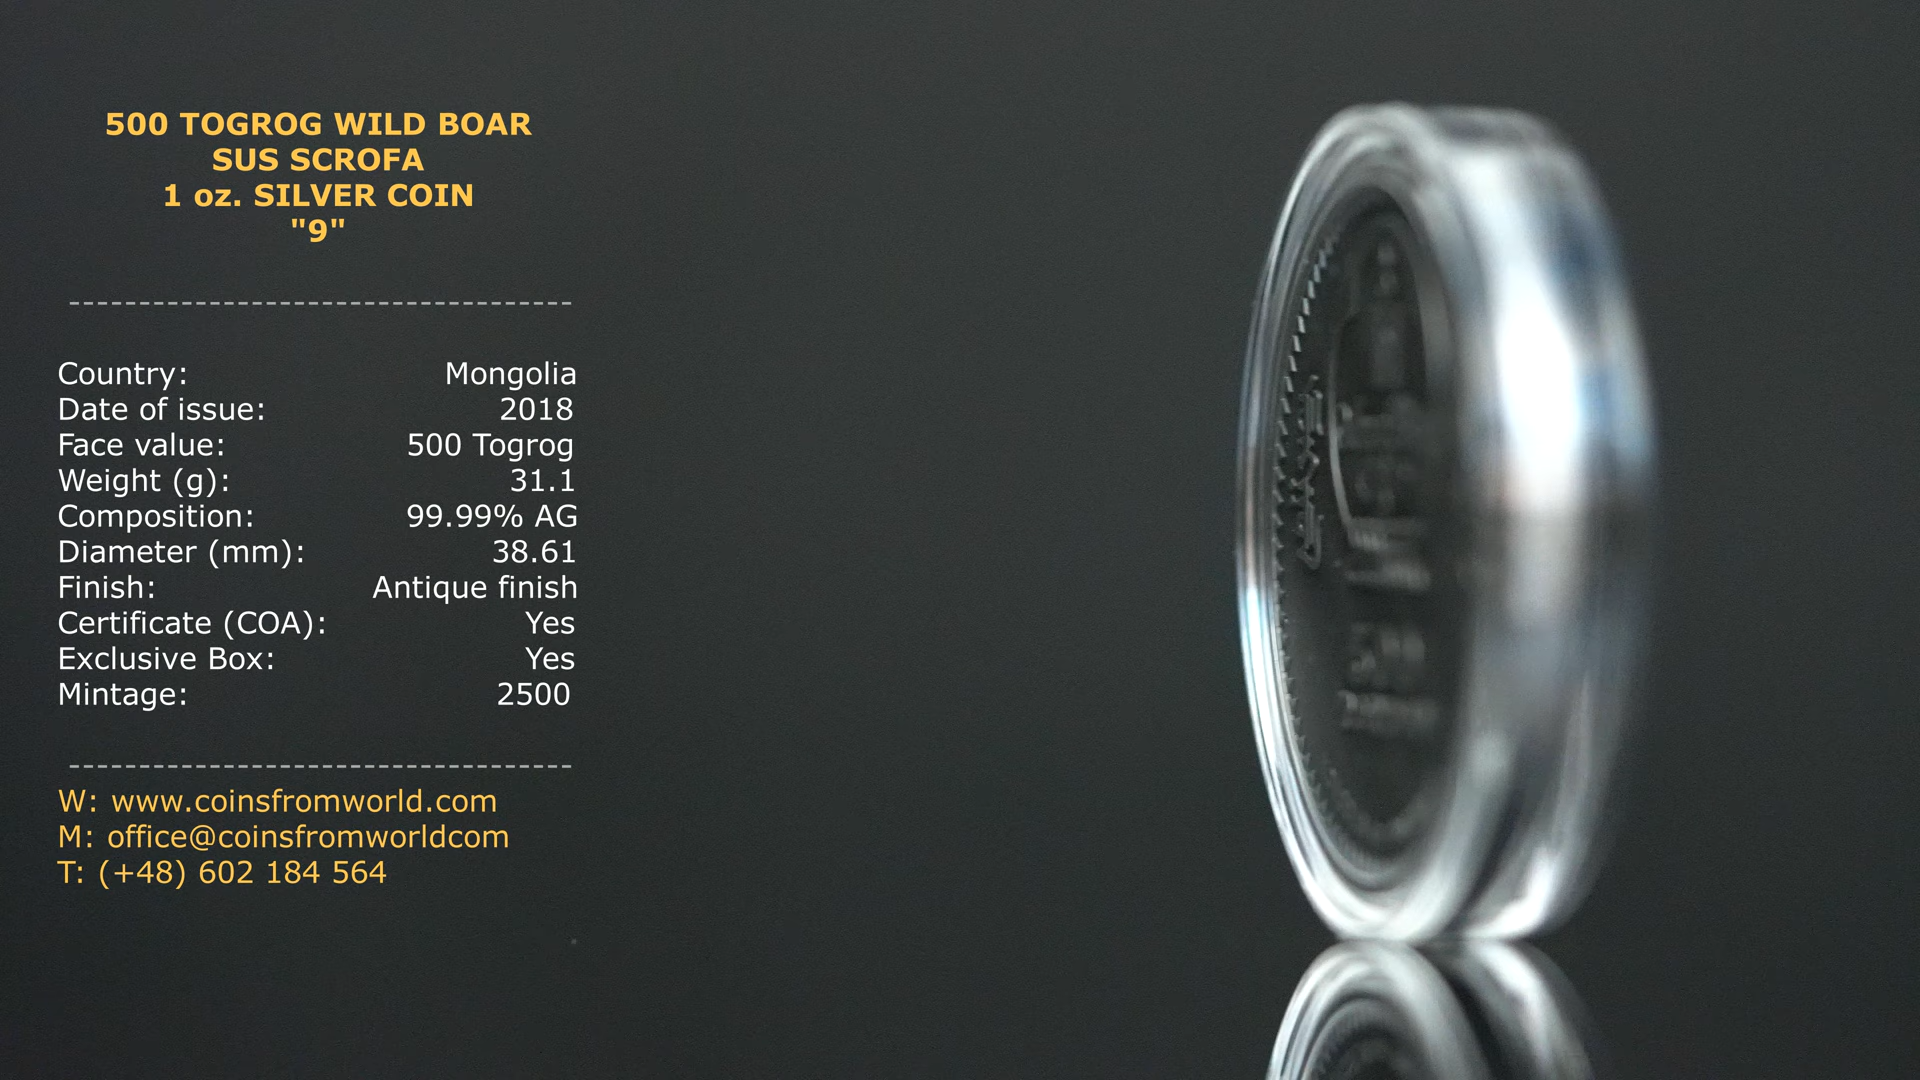 500 TOGROG WILD BOAR
SUS SCROFA
1 oz. SILVER COIN
"9"
-----------------------------------
Country: Mongolia
Date of issue: 2018
Face value: 500 Togrog
Weight (g): 31.1
Composition: 99.99% AG
Diameter (mm): 38.61
Finish: Antique finish
Certificate (COA): Yes
Exclusive Box: Yes
Mintage: 2500
-----------------------------------
W: www.coinsfromworld.com
M: office@coinsfromworldcom
T: (+48) 602 184 564